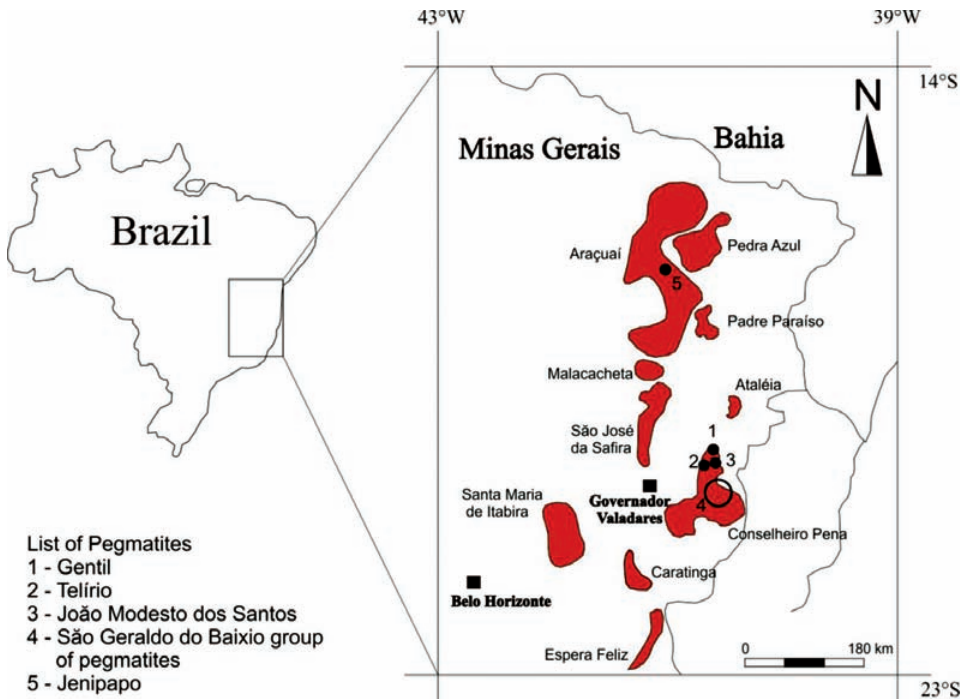 43°W
39°W
14°S
N
Minas Gerais
Bahia
Brazil
Araçuaí
Pedra Azul
5
Padre Paraíso
Malacacheta
Ataléia
São José
da Safira
1
2
3
Santa Maria
de Itabira
Governador
Valadares
4
Conselheiro Pena
List of Pegmatites
1 - Gentil
2 - Telírio
3 - João Modesto dos Santos
4 - São Geraldo do Baixio group
of pegmatites
5 - Jenipapo
Caratinga
Belo Horizonte
Espera Feliz
0
180 km
23°S